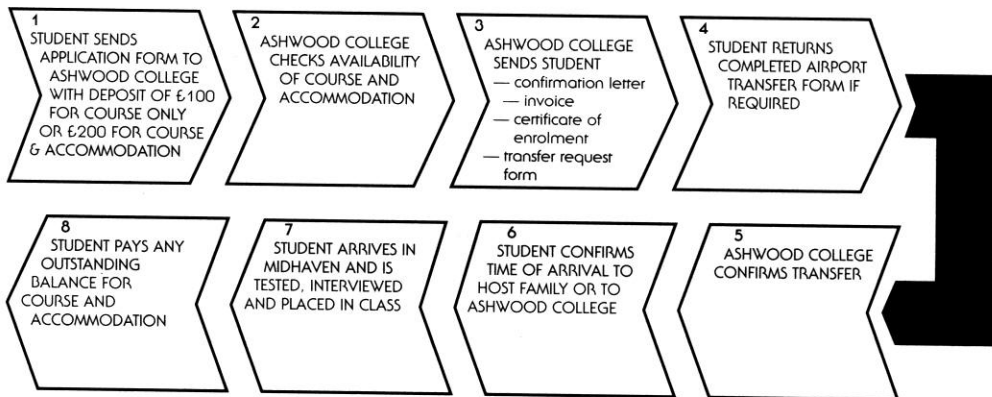 1
STUDENT SENDS
APPLICATION FORM TO
ASHWOOD COLLEGE
WITH DEPOSIT OF £100
FOR COURSE ONLY
OR £200 FOR COURSE
& ACCOMMODATION
2
ASHWOOD COLLEGE
CHECKS AVAILABILITY
OF COURSE AND
ACCOMMODATION
3
ASHWOOD COLLEGE
SENDS STUDENT
— confirmation letter
— invoice
— certificate of
enrolment
— transfer request
form
4
STUDENT RETURNS
COMPLETED AIRPORT
TRANSFER FORM IF
REQUIRED
5
ASHWOOD COLLEGE
CONFIRMS TRANSFER
6
STUDENT CONFIRMS
TIME OF ARRIVAL TO
HOST FAMILY OR TO
ASHWOOD COLLEGE
7
STUDENT ARRIVES IN
MIDHAVEN AND IS
TESTED, INTERVIEWED
AND PLACED IN CLASS
8
STUDENT PAYS ANY
OUTSTANDING
BALANCE FOR
COURSE AND
ACCOMMODATION